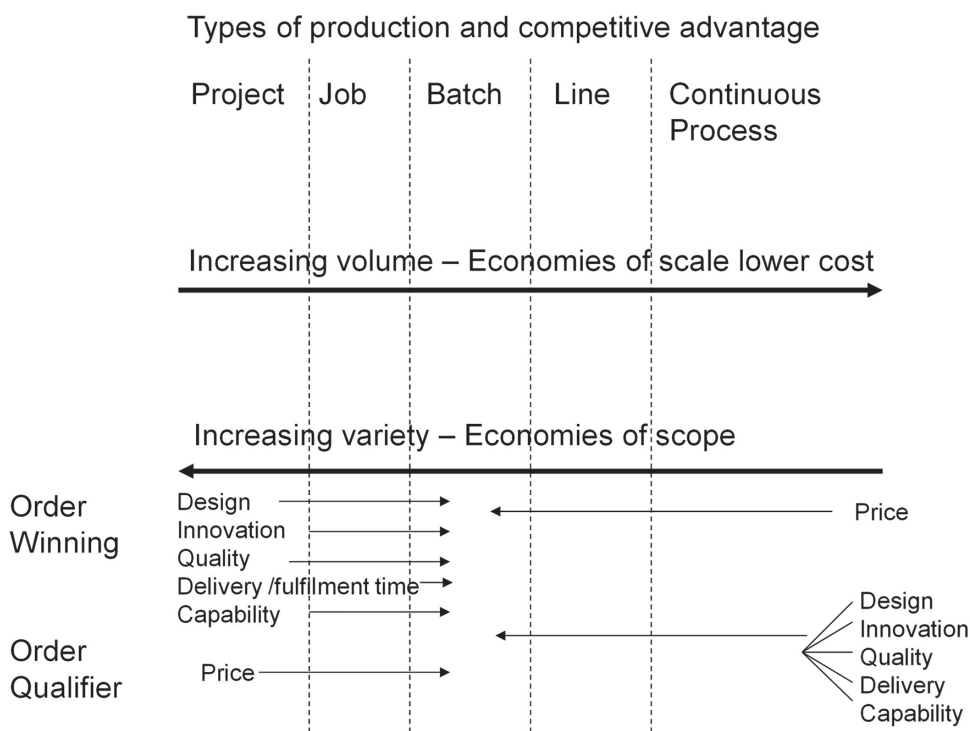 Types of production and competitive advantage
Project
Job
Batch
Line
Continuous
Process
Increasing volume – Economies of scale lower cost
Increasing variety – Economies of scope
Order
Winning
Design
Innovation
Quality
Delivery /fulfilment time
Capability
Price
Order
Qualifier
Price
Design
Innovation
Quality
Delivery
Capability